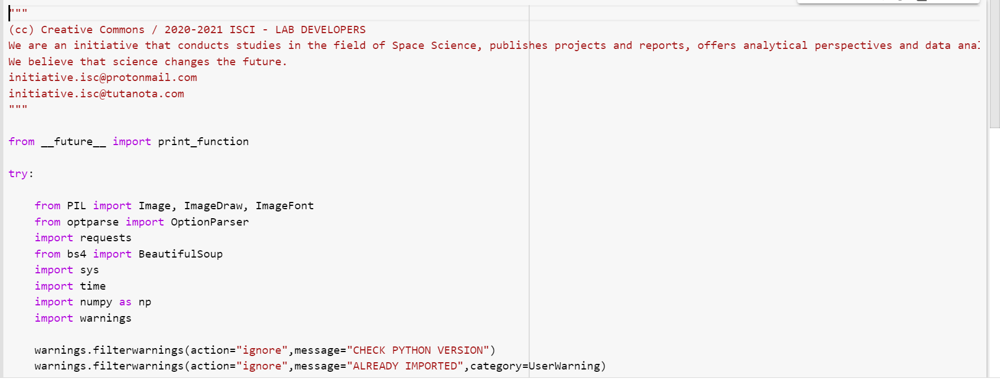 """
(cc) Creative Commons / 2020-2021 ISCI - LAB DEVELOPERS
We are an initiative that conducts studies in the field of Space Science, publishes projects and reports, offers analytical perspectives and data
We believe that science changes the future.
initiative.isc@protonmail.com
initiative.isc@tutanota.com
"""
from __future__ import print_function
try:
from PIL import Image, ImageDraw, ImageFont
from optparse import OptionParser
import requests
from bs4 import BeautifulSoup
import sys
import time
import numpy as np
import warnings
warnings.filterwarnings(action="ignore",message="CHECK PYTHON VERSION")
warnings.filterwarnings(action="ignore",message="ALREADY IMPORTED",category=UserWarning)